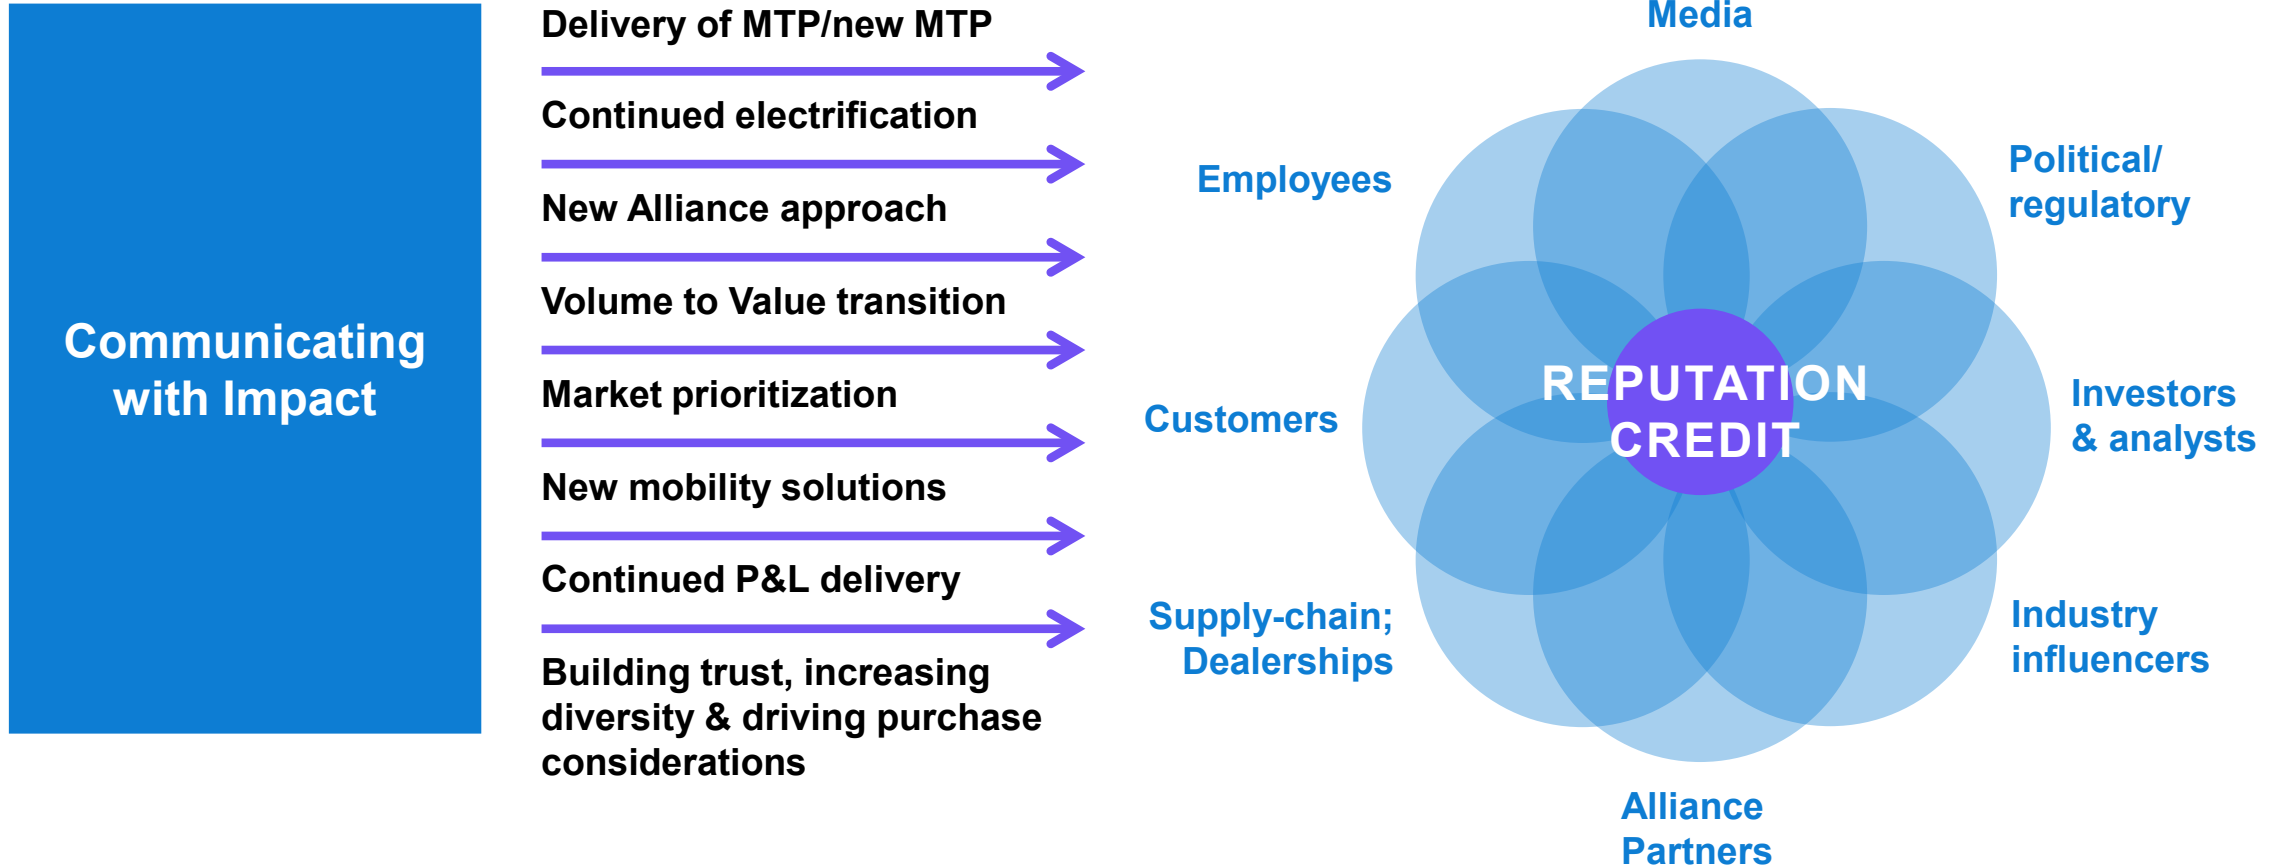 Communicating
with Impact
Delivery of MTP/new MTP
Continued electrification
New Alliance approach
Volume to Value transition
Market prioritization
New mobility solutions
Continued P&L delivery
Building trust, increasing
diversity & driving purchase
considerations
Media
Employees
Political/
regulatory
Customers
REPUTATION
CREDIT
Investors
& analysts
Supply-chain;
Dealerships
Industry
influencers
Alliance
Partners